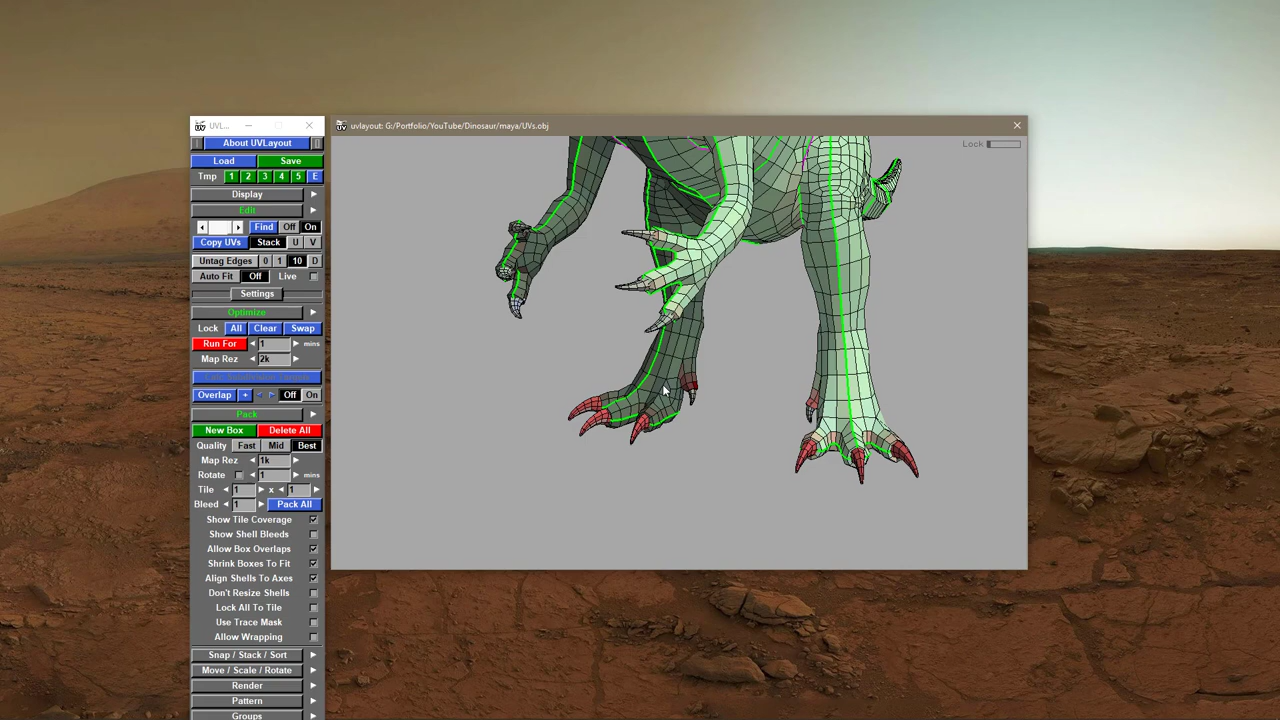 UVL...
uvlayout: G:/Portfolio/YouTube/Dinosaur/maya/UVs.obj
About UVLayout
Lock
Load Save
Tmp 1 2 3 4 5 E
Display
Edit
Find Off On
Copy UVs Stack U V
Untag Edges 0 1 10 D
Auto Fit Off Live
Settings
Optimize
Lock All Clear Swap
Run For 1 mins
Map Rez 2k
Overlap + Off On
Pack
New Box Delete All
Quality Fast Mid Best
Map Rez 1k
Rotate 1 mins
Tile 1 x 1
Bleed 1 Pack All
Show Tile Coverage
Show Shell Bleeds
Allow Box Overlaps
Shrink Boxes To Fit
Align Shells To Axes
Don't Resize Shells
Lock All To Tile
Use Trace Mask
Allow Wrapping
Snap / Stack / Sort
Move / Scale / Rotate
Render
Pattern
Groups